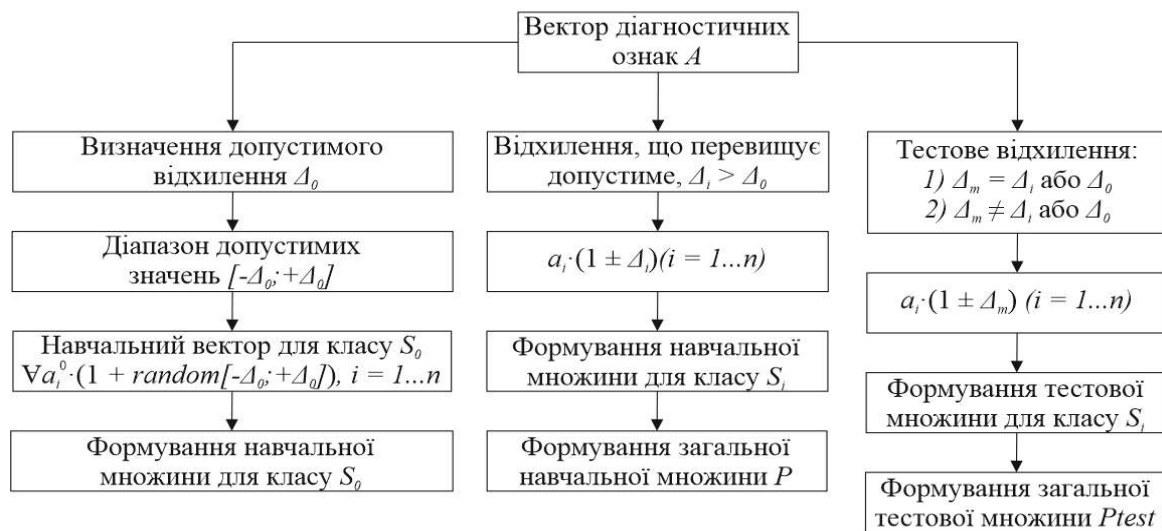 Вектор діагностичних
ознак A
Визначення допустимого
відхилення Δ₀
Діапазон допустимих
значень [-Δ₀;+Δ₀]
Навчальний вектор для класу S₀
∀aᵢ⁰·(1 + random[-Δ₀;+Δ₀]), i = 1...n
Формування навчальної
множини для класу S₀
Відхилення, що перевищує
допустиме, Δᵢ > Δ₀
aᵢ·(1 ± Δᵢ)(i = 1...n)
Формування навчальної
множини для класу Sᵢ
Формування загальної
навчальної множини P
Тестове відхилення:
1) Δₘ = Δᵢ або Δ₀
2) Δₘ ≠ Δᵢ або Δ₀
aᵢ·(1 ± Δₘ) (i = 1...n)
Формування тестової
множини для класу Sᵢ
Формування загальної
тестової множини Ptest